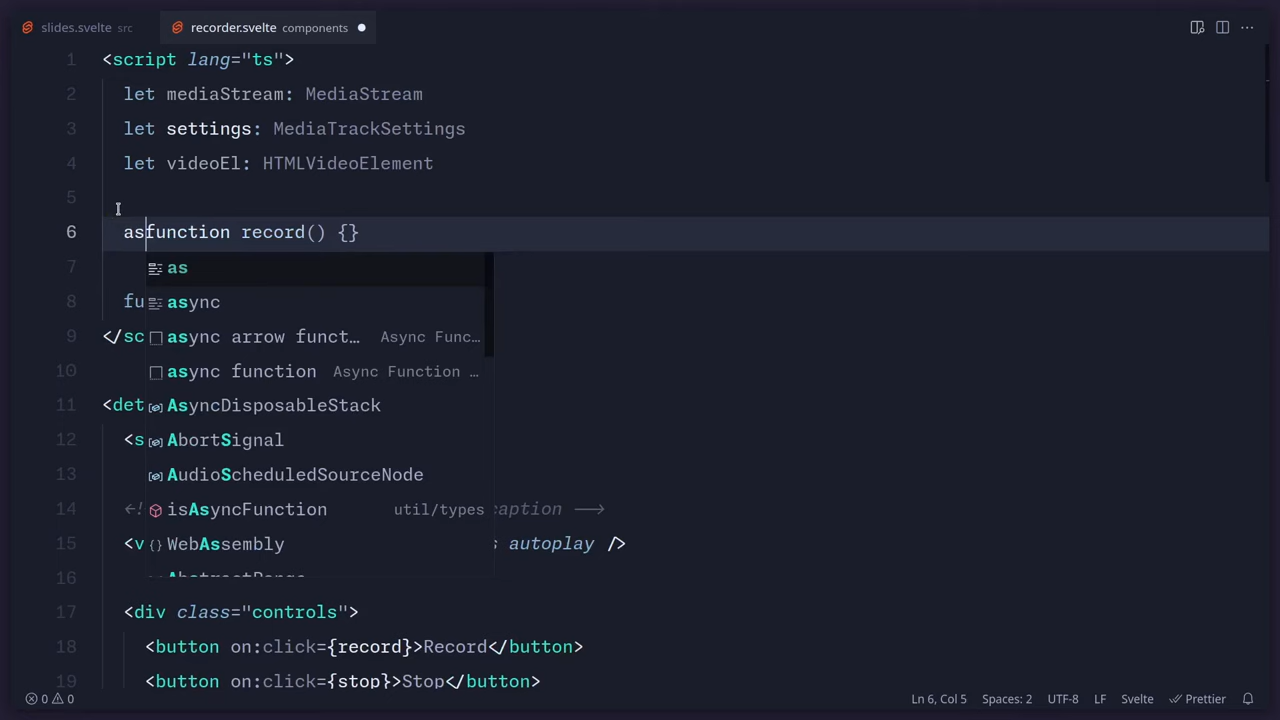 slides.svelte src recorder.svelte components
1 <script lang="ts">
2 let mediaStream: MediaStream
3 let settings: MediaTrackSettings
4 let videoEl: HTMLVideoElement
5
6 asfunction record() {}
7 as
8 fu async
9 </sc async arrow funct… Async Func…
10 async function Async Function …
11 <det AsyncDisposableStack
12 <s AbortSignal
13 AudioScheduledSourceNode
14 <! isAsyncFunction util/types caption -->
15 <v WebAssembly s autoplay />
16 AbstractRange
17 <div class="controls">
18 <button on:click={record}>Record</button>
19 <button on:click={stop}>Stop</button>
0 0 Ln 6, Col 5 Spaces: 2 UTF-8 LF Svelte Prettier